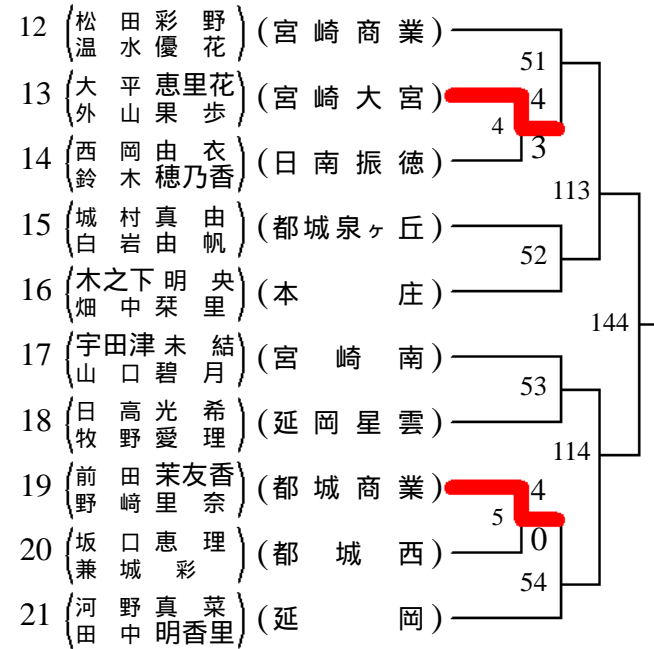 12 (松田彩野 温水優花) (宮崎商業)
51
13 (大平恵里花 外山果歩) (宮崎大宮)
4
4
3
14 (西岡由衣 鈴木穂乃香) (日南振徳)
113
15 (城村真由 白岩由帆) (都城泉ヶ丘)
52
16 (木之下明央 畑中栞里) (本庄)
144
17 (宇田津未結 山口碧月) (宮崎南)
53
18 (日高光希 牧野愛理) (延岡星雲)
114
19 (前田茉友香 野﨑里奈) (都城商業)
4
5
0
20 (坂口恵理 兼城彩) (都城西)
54
21 (河野真菜 田中明香里) (延岡)